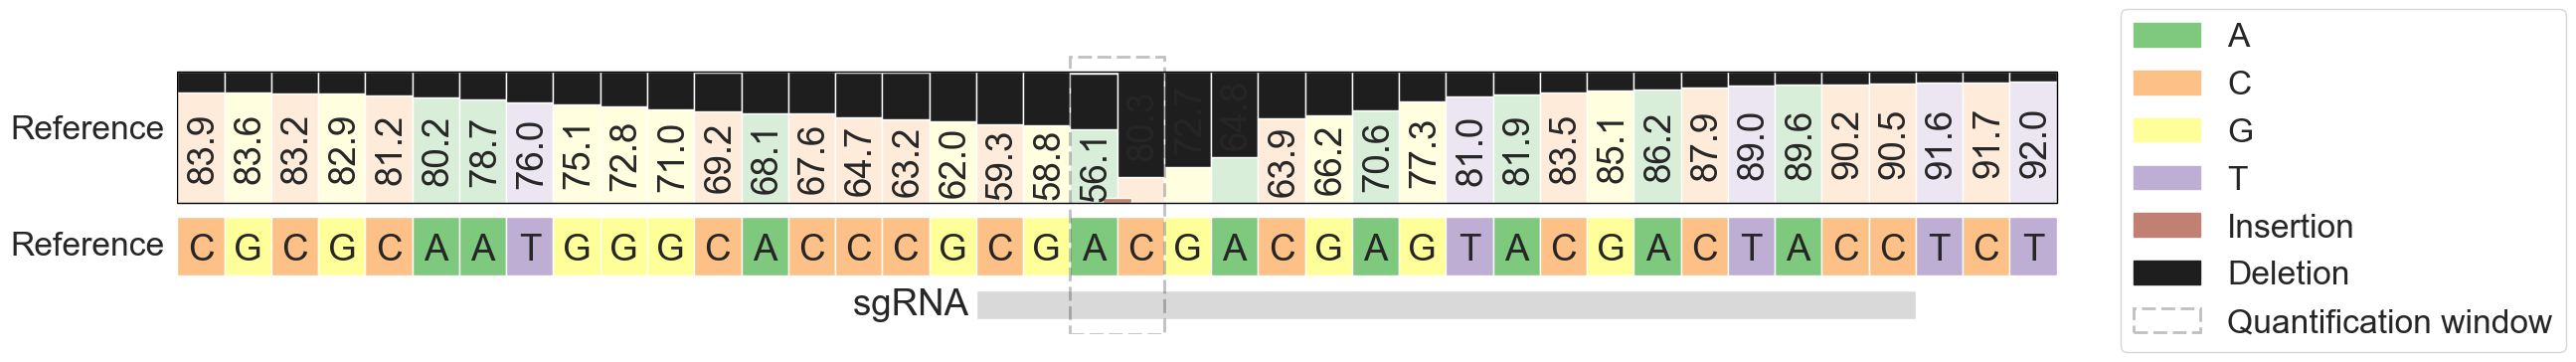 Reference 83.9 83.6 83.2 82.9 81.2 80.2 78.7 76.0 75.1 72.8 71.0 69.2 68.1 67.6 64.7 63.2 62.0 59.3 58.8 56.1 80.3 72.7 64.8 63.9 66.2 70.6 77.3 81.0 81.9 83.5 85.1 86.2 87.9 89.0 89.6 90.2 90.5 91.6 91.7 92.0
Reference C G C G C A A T G G G C A C C C G C G A C G A C G A G T A C G A C T A C C T C T
sgRNA
A
C
G
T
Insertion
Deletion
Quantification window